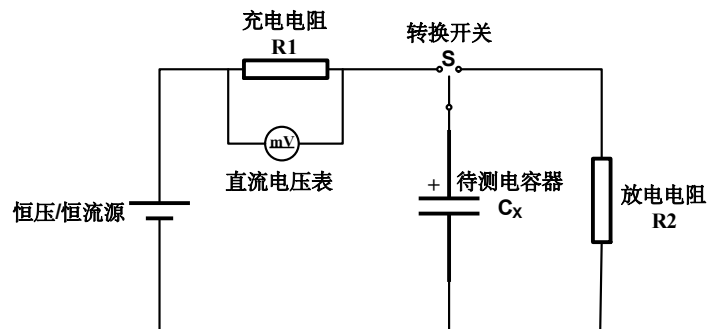 充电电阻
R1
转换开关
S
mV
直流电压表
恒压/恒流源
+
待测电容器
Cx
放电电阻
R2